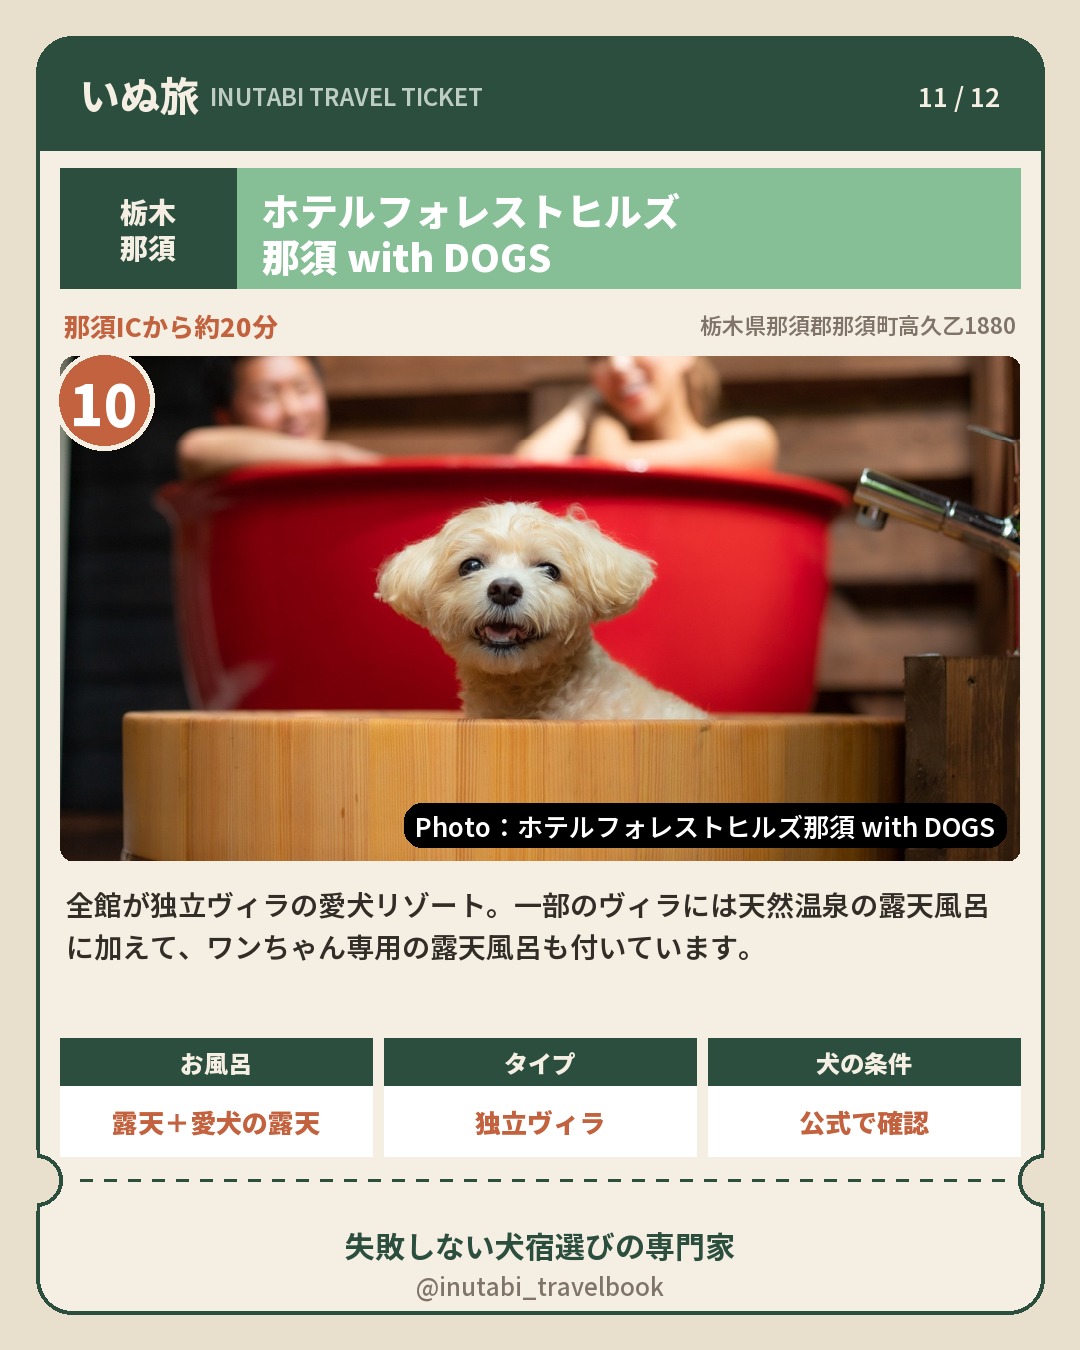 いぬ旅 INUTABI TRAVEL TICKET
11 / 12
栃木
那須
ホテルフォレストヒルズ
那須 with DOGS
那須ICから約20分
栃木県那須郡那須町高久乙1880
10
Photo：ホテルフォレストヒルズ那須 with DOGS
全館が独立ヴィラの愛犬リゾート。一部のヴィラには天然温泉の露天風呂
に加えて、ワンちゃん専用の露天風呂も付いています。
お風呂
露天＋愛犬の露天
タイプ
独立ヴィラ
犬の条件
公式で確認
失敗しない犬宿選びの専門家
@inutabi_travelbook